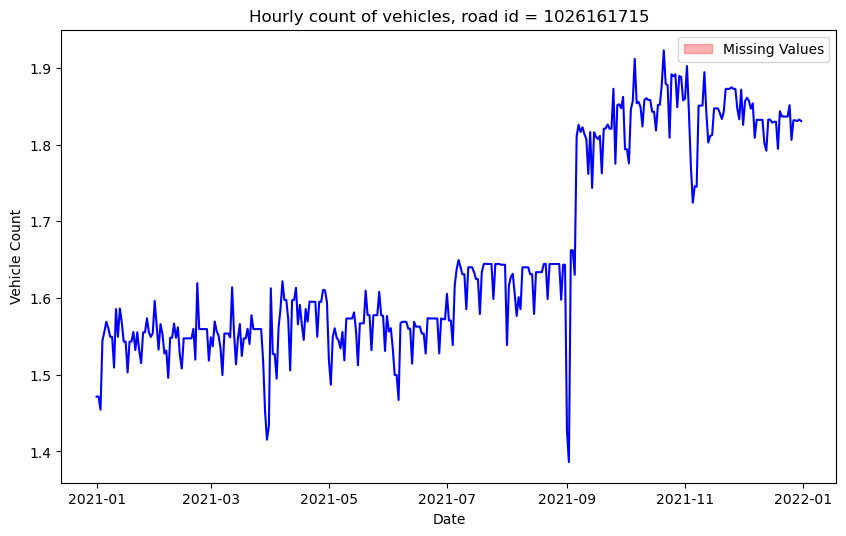 Hourly count of vehicles, road id = 1026161715
Missing Values
Vehicle Count
1.9
1.8
1.7
1.6
1.5
1.4
2021-01 2021-03 2021-05 2021-07 2021-09 2021-11 2022-01
Date